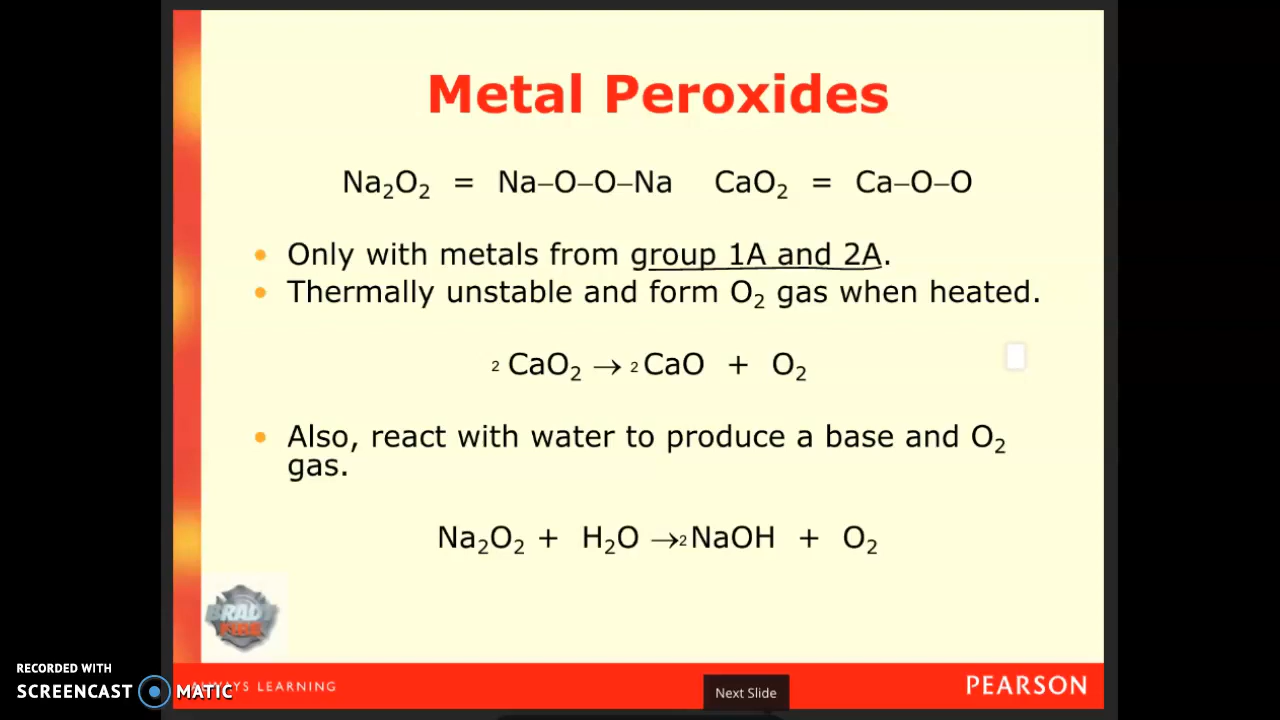 Metal Peroxides
Na₂O₂ = Na–O–O–Na CaO₂ = Ca–O–O
• Only with metals from group 1A and 2A.
• Thermally unstable and form O₂ gas when heated.
2 CaO₂ → 2 CaO + O₂
• Also, react with water to produce a base and O₂
gas.
Na₂O₂ + H₂O → 2 NaOH + O₂
BRADY
FIRE
RECORDED WITH
SCREENCAST MATIC
ALWAYS LEARNING
Next Slide
PEARSON